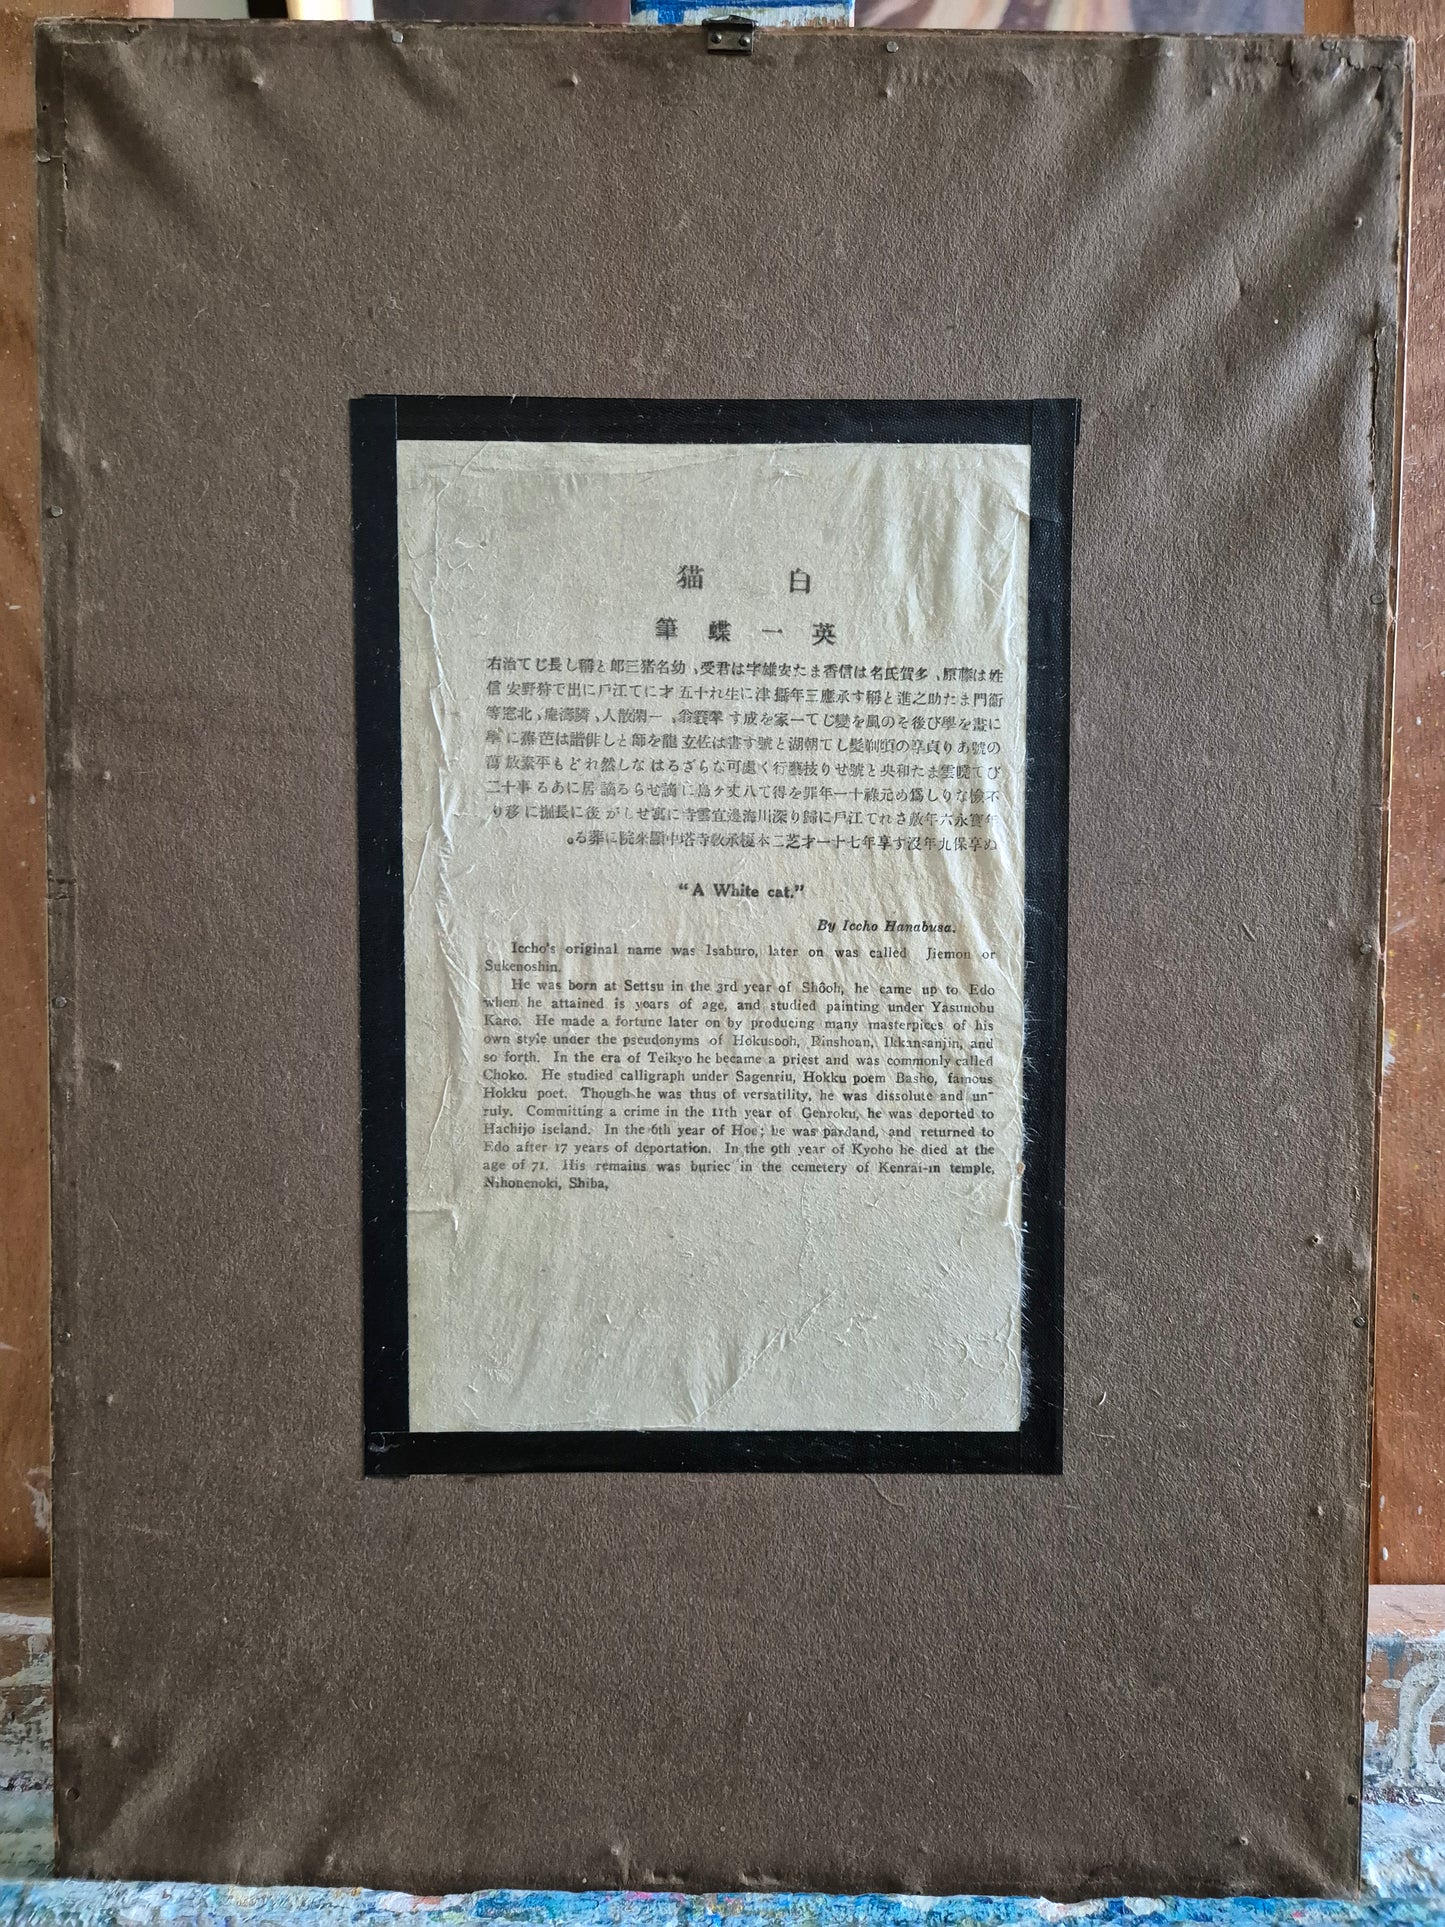 白猫
英一蝶筆
姓は藤原、多賀氏名は信香また安雄字は君受、幼名猪三郎と稱し長じて治右
衛門また助之進と稱す承應三年攝津に生れ十五才にて江戸に出で狩野安信
に畫を學び後その風を變じて一家を成す翠蓑翁、一閑散人、隣濤庵、北窓等
の號あり貞享の頃剃髮して朝湖と號す書は佐玄龍を師とし俳諧は芭蕉に學
びて曉雲また和央と號せり技藝行く處可ならざるはなし然れども平素放蕩
不儉なりし爲め元祿十一年罪を得て八丈ヶ島に謫せらる謫居にある事十二
年寳永六年赦されて江戸に歸り深川海邊宜雲寺に寓せしが後に長掘に移り
ぬ享保九年沒す享年七十一才芝二本榎承敎寺塔中顯來院に葬る。
"A White cat."
By Iccho Hanabusa.
Iccho's original name was Isaburo, later on was called Jiemon or
Sukenoshin.
He was born at Settsu in the 3rd year of Shôoh, he came up to Edo
when he attained is years of age, and studied painting under Yasunobu
Kano. He made a fortune later on by producing many masterpices of his
own style under the pseudonyms of Hokusooh, Rinshoan, Ikkansanjin, and
so forth. In the era of Teikyo he became a priest and was commonly called
Choko. He studied calligraph under Sagenriu, Hokku poem Basho, famous
Hokku poet. Though he was thus of versatility, he was dissolute and un-
ruly. Committing a crime in the 11th year of Genroku, he was deported to
Hachijo iseland. In the 6th year of Hoe; he was pardand, and returned to
Edo after 17 years of deportation. In the 9th year of Kyoho he died at the
age of 71. His remains was buriec in the cemetery of Kenrai-in temple,
Nihonenoki, Shiba,